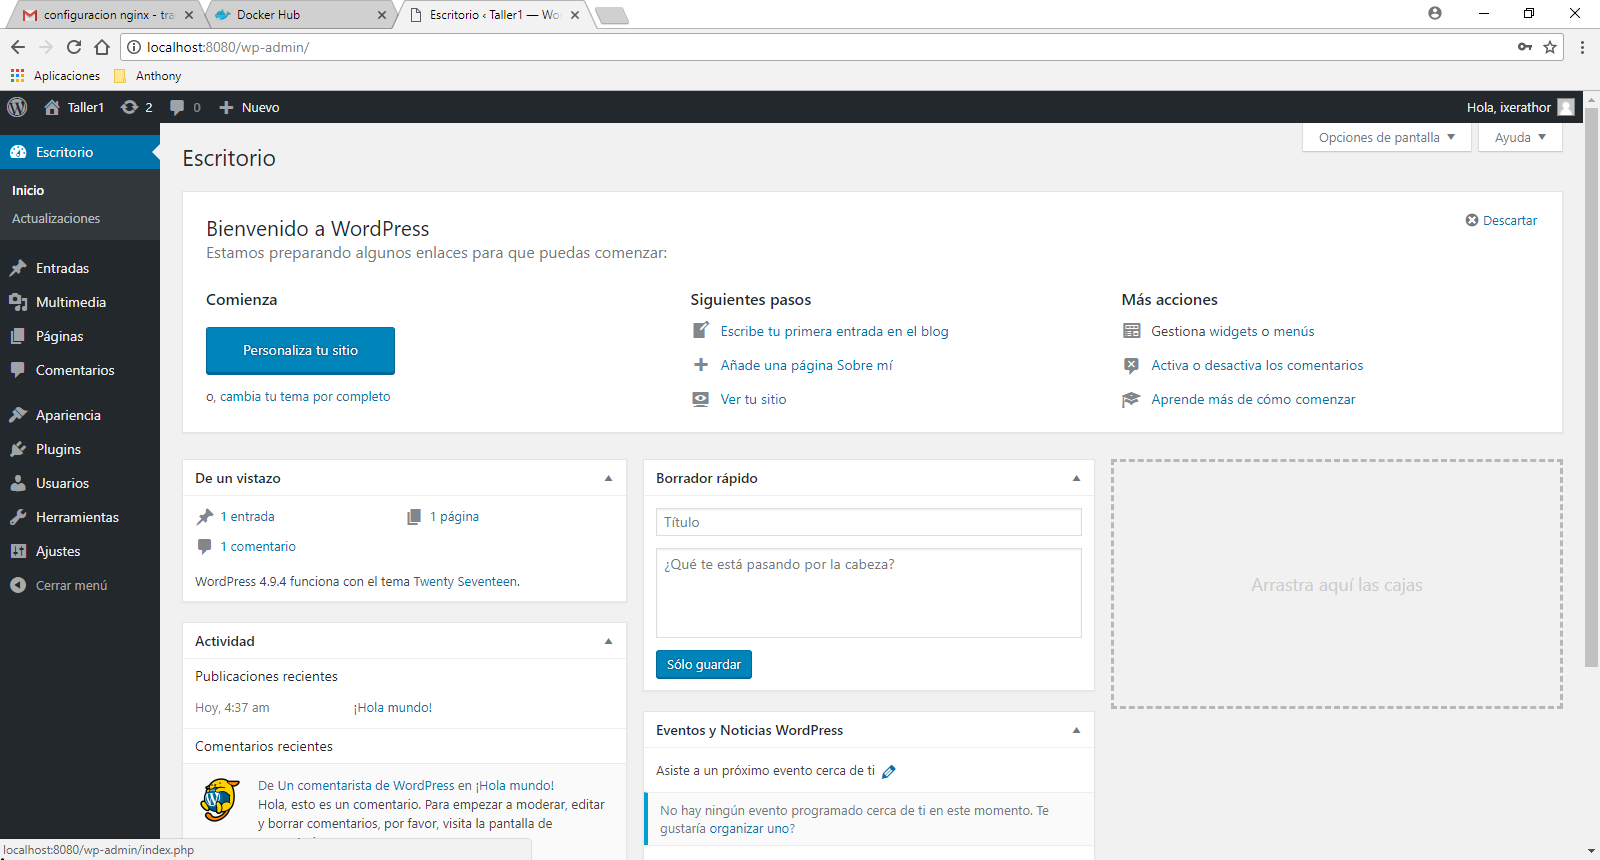 configuracion nginx - tra
Docker Hub
Escritorio ‹ Taller1 — Wo
localhost:8080/wp-admin/
Aplicaciones
Anthony
Taller1
2
0
Nuevo
Hola, ixerathor
Escritorio
Inicio
Actualizaciones
Entradas
Multimedia
Páginas
Comentarios
Apariencia
Plugins
Usuarios
Herramientas
Ajustes
Cerrar menú
Opciones de pantalla
Ayuda
Escritorio
Bienvenido a WordPress
Estamos preparando algunos enlaces para que puedas comenzar:
Descartar
Comienza
Personaliza tu sitio
o, cambia tu tema por completo
Siguientes pasos
Escribe tu primera entrada en el blog
Añade una página Sobre mí
Ver tu sitio
Más acciones
Gestiona widgets o menús
Activa o desactiva los comentarios
Aprende más de cómo comenzar
De un vistazo
1 entrada
1 página
1 comentario
WordPress 4.9.4 funciona con el tema Twenty Seventeen.
Actividad
Publicaciones recientes
Hoy, 4:37 am
¡Hola mundo!
Comentarios recientes
De Un comentarista de WordPress en ¡Hola mundo!
Hola, esto es un comentario. Para empezar a moderar, editar
y borrar comentarios, por favor, visita la pantalla de
Borrador rápido
Título
¿Qué te está pasando por la cabeza?
Sólo guardar
Eventos y Noticias WordPress
Asiste a un próximo evento cerca de ti
No hay ningún evento programado cerca de ti en este momento. Te
gustaría organizar uno?
Arrastra aquí las cajas
localhost:8080/wp-admin/index.php